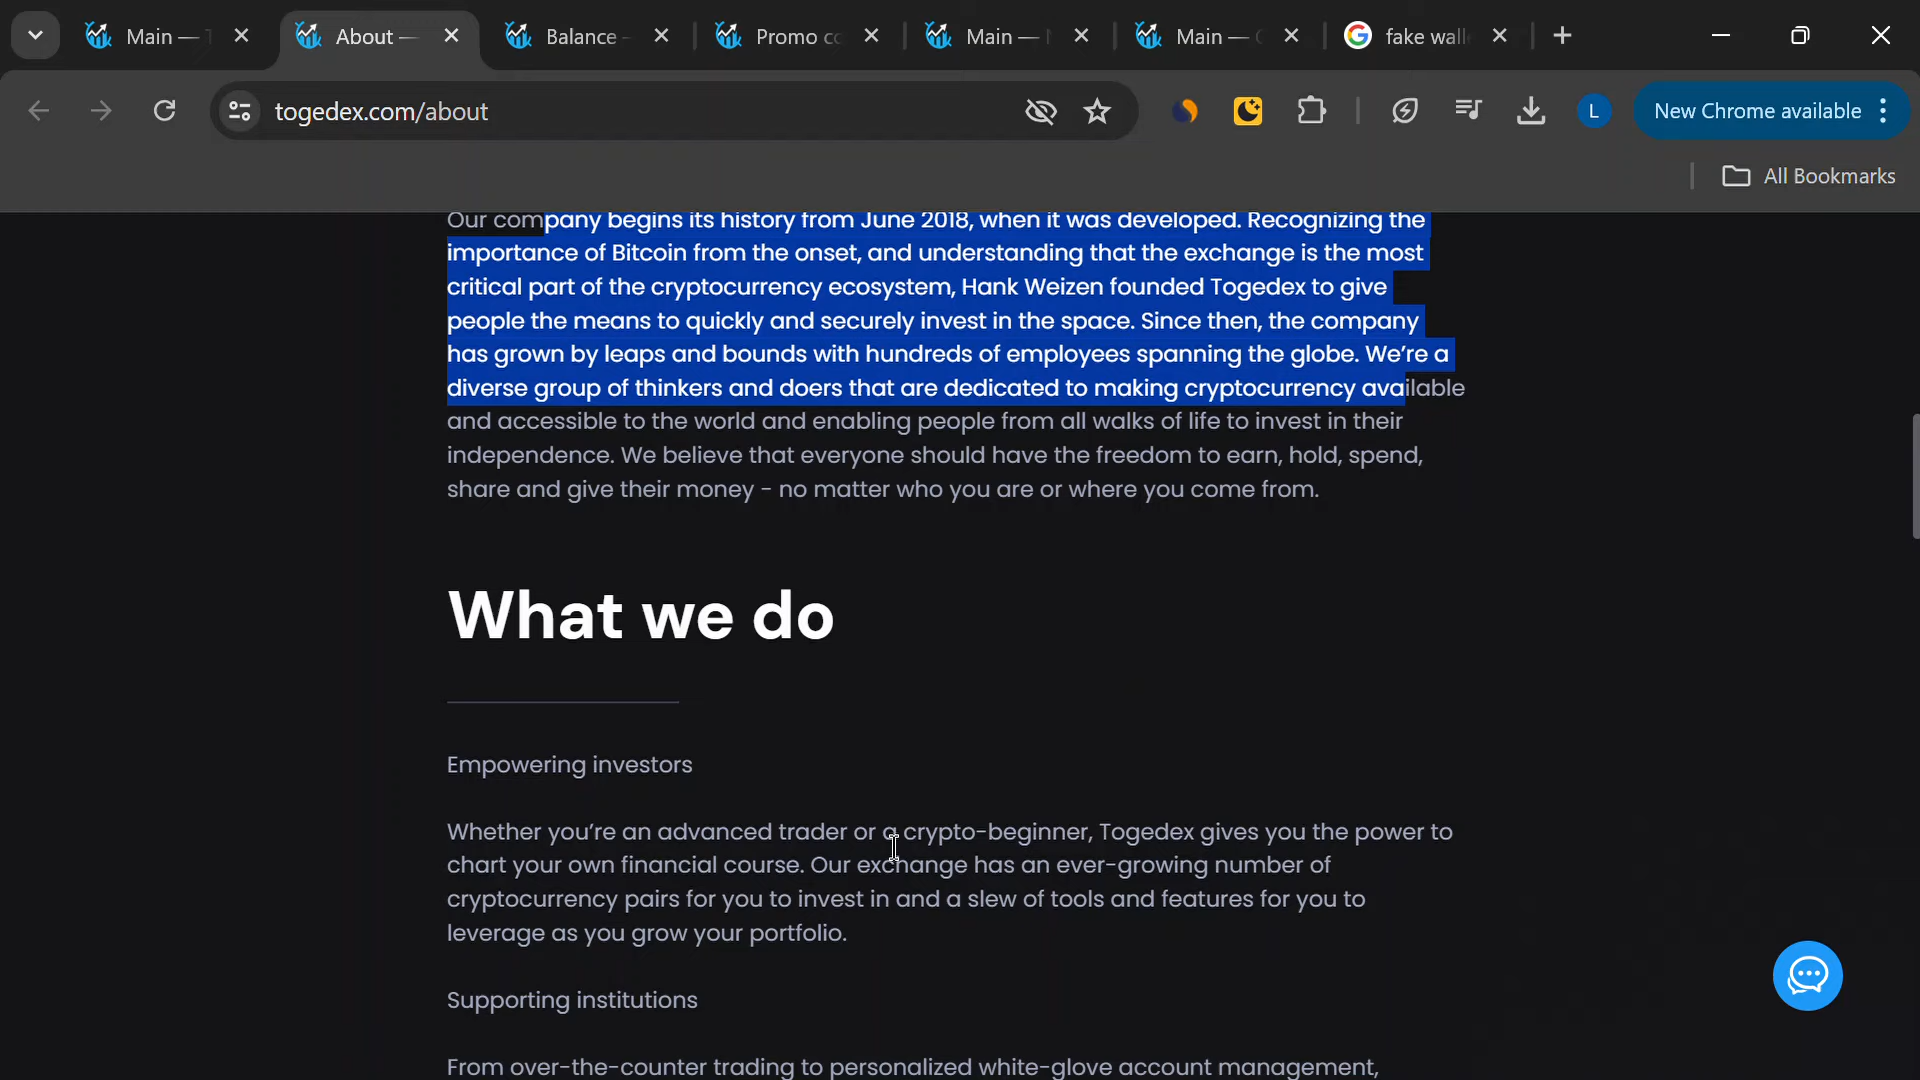 Main —
About —
Balance -
Promo co
Main —
Main —
fake wall
togedex.com/about
L
New Chrome available
All Bookmarks
Our company begins its history from June 2018, when it was developed. Recognizing the
importance of Bitcoin from the onset, and understanding that the exchange is the most
critical part of the cryptocurrency ecosystem, Hank Weizen founded Togedex to give
people the means to quickly and securely invest in the space. Since then, the company
has grown by leaps and bounds with hundreds of employees spanning the globe. We’re a
diverse group of thinkers and doers that are dedicated to making cryptocurrency available
and accessible to the world and enabling people from all walks of life to invest in their
independence. We believe that everyone should have the freedom to earn, hold, spend,
share and give their money - no matter who you are or where you come from.
What we do
Empowering investors
Whether you’re an advanced trader or a crypto-beginner, Togedex gives you the power to
chart your own financial course. Our exchange has an ever-growing number of
cryptocurrency pairs for you to invest in and a slew of tools and features for you to
leverage as you grow your portfolio.
Supporting institutions
From over-the-counter trading to personalized white-glove account management,